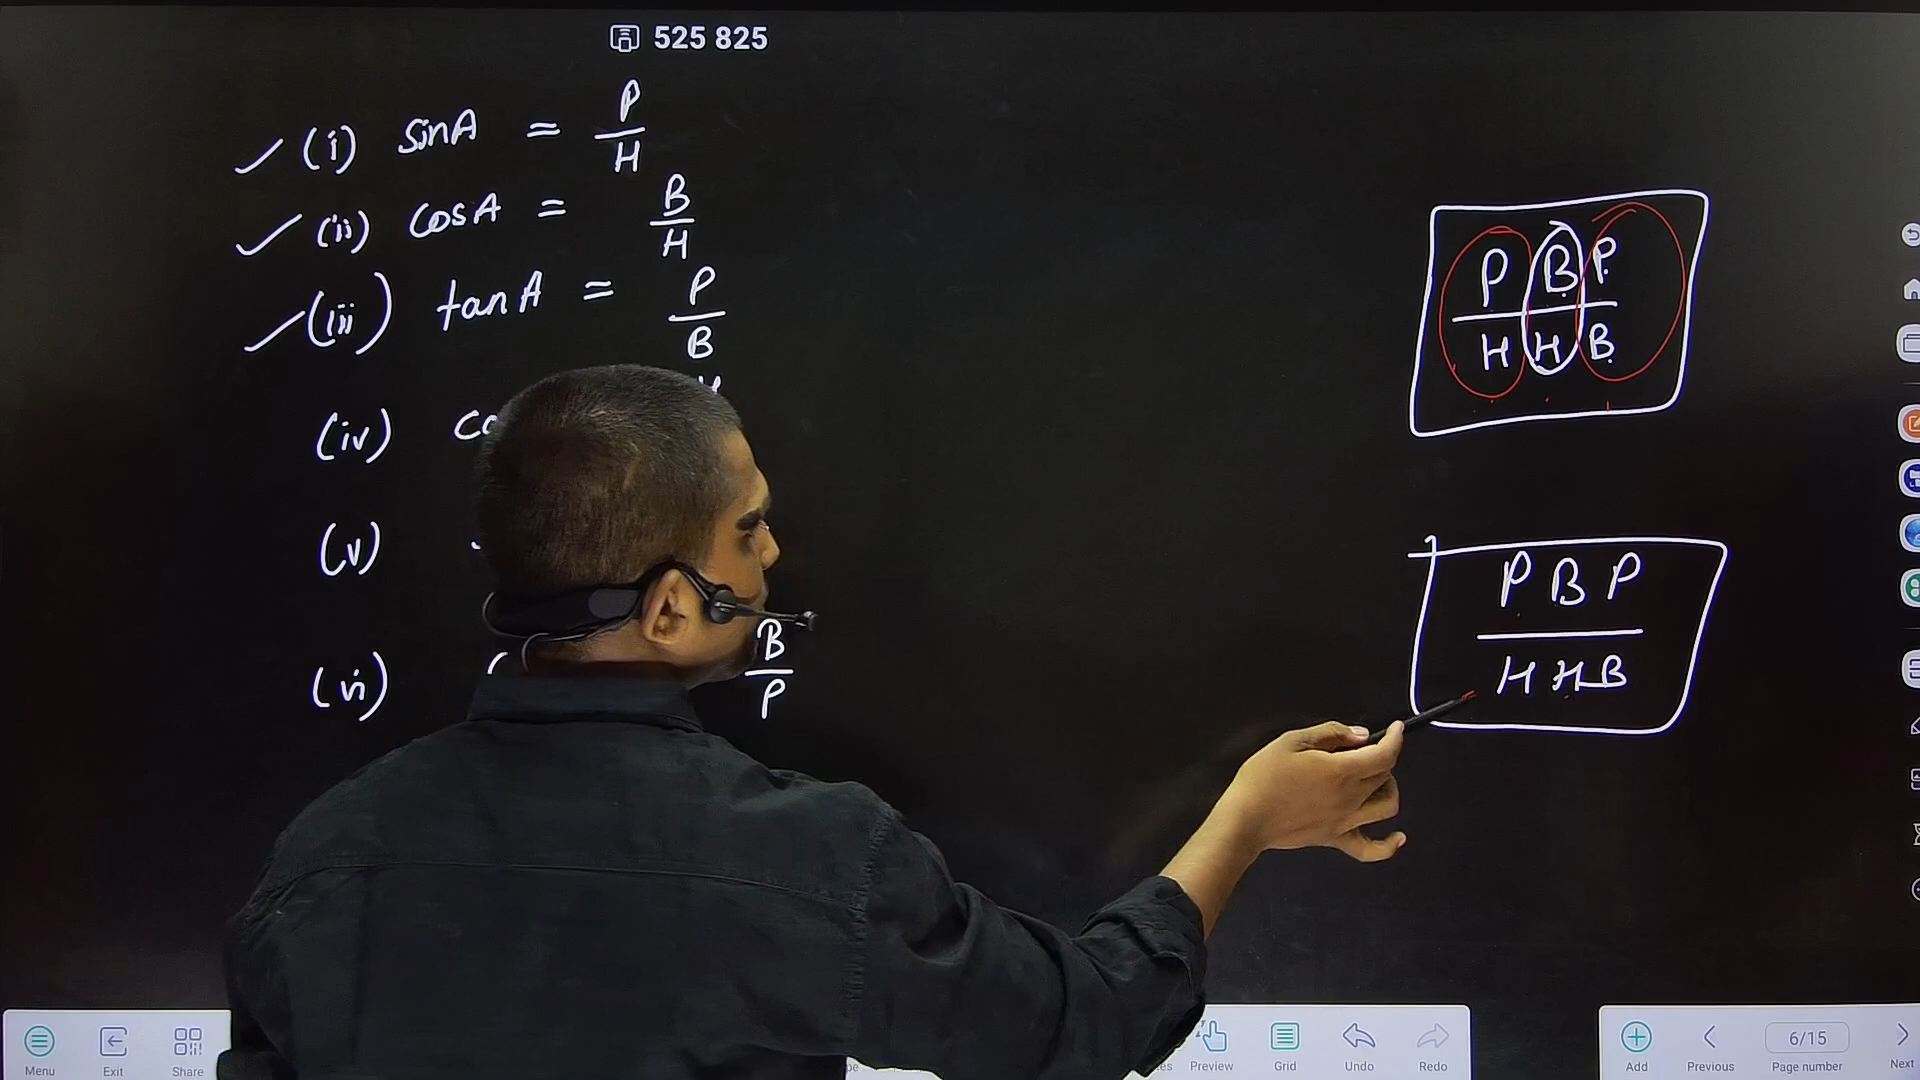 525 825
(i) sinA = P/H
(ii) cosA = B/H
(iii) tanA = P/B
(iv)
(v)
(vi) B/P
P B P
H H B
P B P
H H B
Menu Exit Share Preview Grid Undo Redo Add Previous 6/15 Page number Next